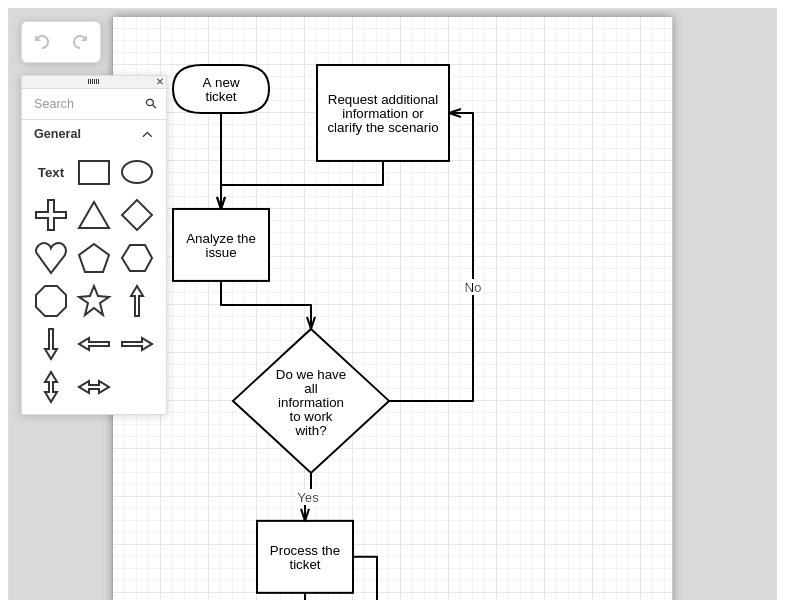 Search
General
Text
A new
ticket
Request additional
information or
clarify the scenario
Analyze the
issue
No
Do we have
all
information
to work
with?
Yes
Process the
ticket